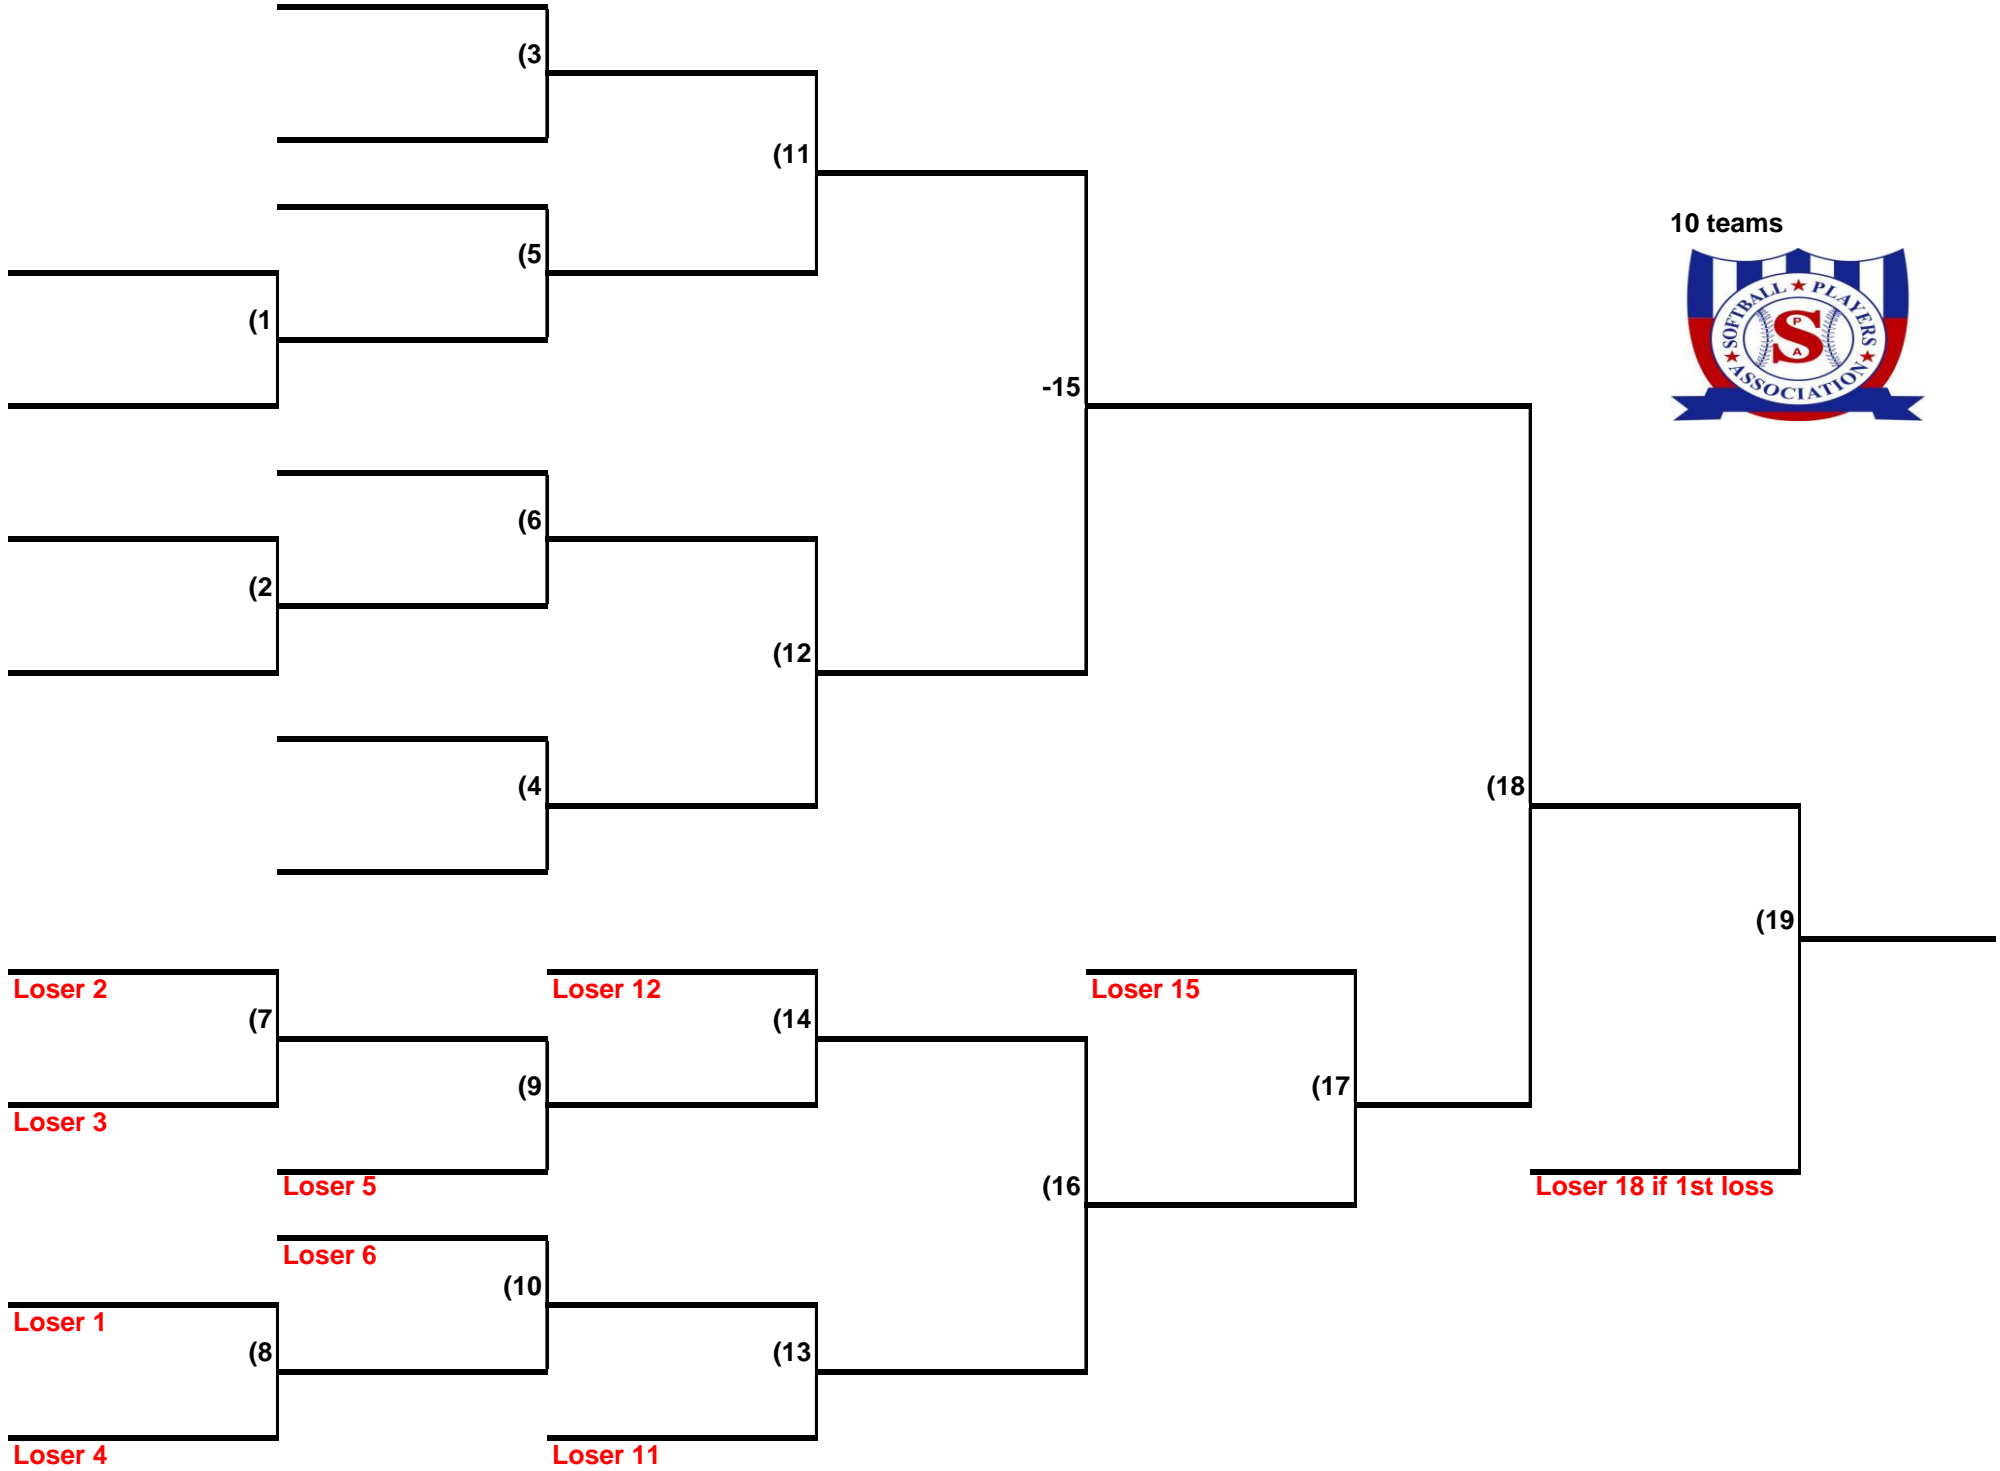 (3
(11
10 teams
SOFTBALL ★ PLAYERS ★ ASSOCIATION ★
P
S
A
(5
(1
-15
(6
(2
(12
(4
(18
(19
Loser 2
Loser 12
Loser 15
(7
(14
(9
(17
Loser 3
Loser 5
(16
Loser 18 if 1st loss
Loser 6
(10
Loser 1
(8
(13
Loser 4
Loser 11